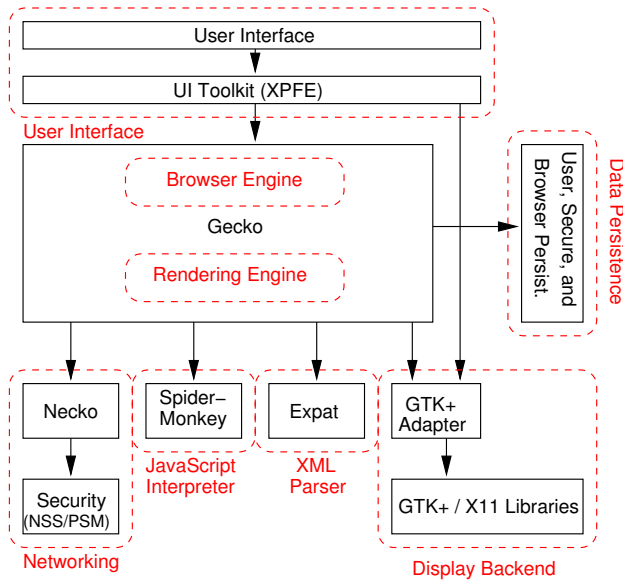 User Interface
UI Toolkit (XPFE)
User Interface
Browser Engine
Gecko
Rendering Engine
User, Secure, and
Browser Persist.
Data Persistence
Necko
Spider−
Monkey
Expat
GTK+
Adapter
JavaScript
Interpreter
XML
Parser
Security
(NSS/PSM)
GTK+ / X11 Libraries
Networking
Display Backend